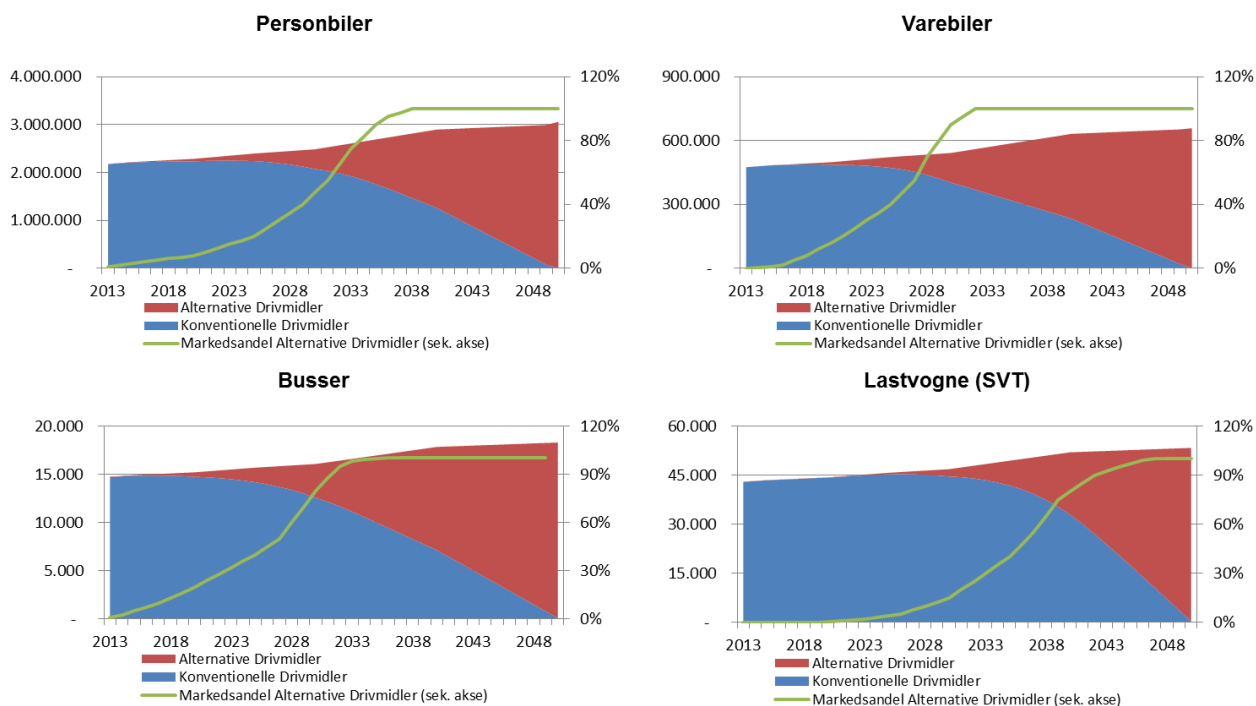 Personbiler
4.000.000
3.000.000
2.000.000
1.000.000
-
120%
80%
40%
0%
2013 2018 2023 2028 2033 2038 2043 2048
Alternative Drivmidler
Konventionelle Drivmidler
Markedsandel Alternative Drivmidler (sek. akse)
Varebiler
900.000
600.000
300.000
-
120%
80%
40%
0%
2013 2018 2023 2028 2033 2038 2043 2048
Alternative Drivmidler
Konventionelle Drivmidler
Markedsandel Alternative Drivmidler (sek. akse)
Busser
20.000
15.000
10.000
5.000
-
120%
90%
60%
30%
0%
2013 2018 2023 2028 2033 2038 2043 2048
Alternative Drivmidler
Konventionelle Drivmidler
Markedsandel Alternative Drivmidler (sek. akse)
Lastvogne (SVT)
60.000
45.000
30.000
15.000
-
120%
90%
60%
30%
0%
2013 2018 2023 2028 2033 2038 2043 2048
Alternative Drivmidler
Konventionelle Drivmidler
Markedsandel Alternative Drivmidler (sek. akse)